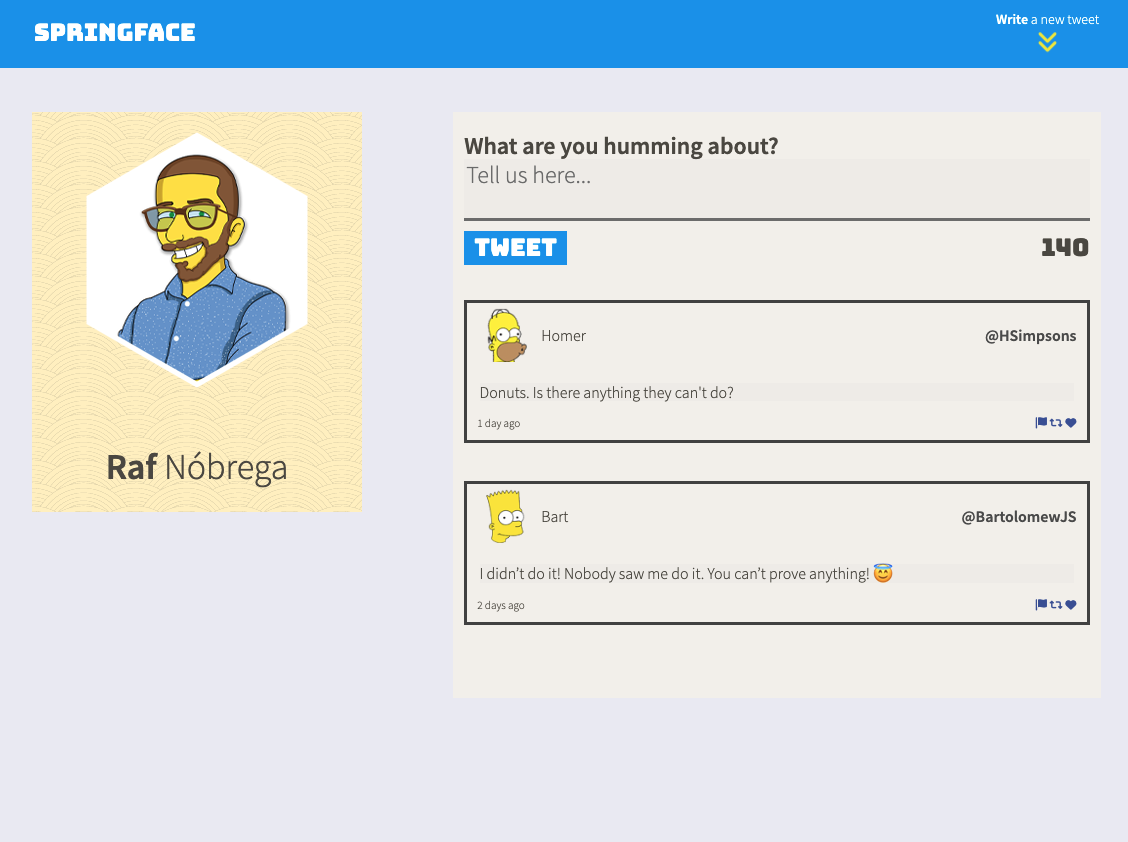 SPRINGFACE
Write a new tweet
Raf Nóbrega
What are you humming about?
Tell us here...
TWEET
140
Homer
@HSimpsons
Donuts. Is there anything they can't do?
1 day ago
Bart
@BartolomewJS
I didn’t do it! Nobody saw me do it. You can’t prove anything! 😇
2 days ago